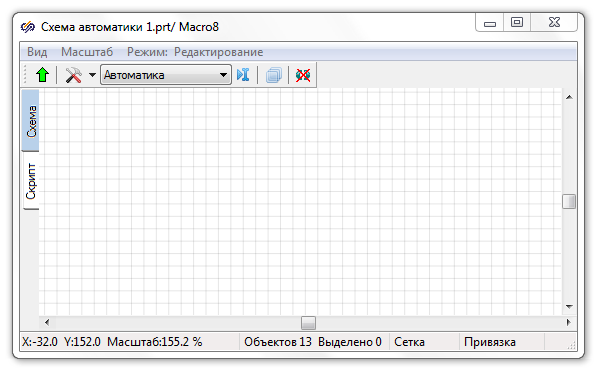 Схема автоматики 1.prt/ Macro8
Вид Масштаб Режим: Редактирование
Автоматика
Схема
Скрипт
X:-32.0 Y:152.0 Масштаб:155.2 % Объектов 13 Выделено 0 Сетка Привязка